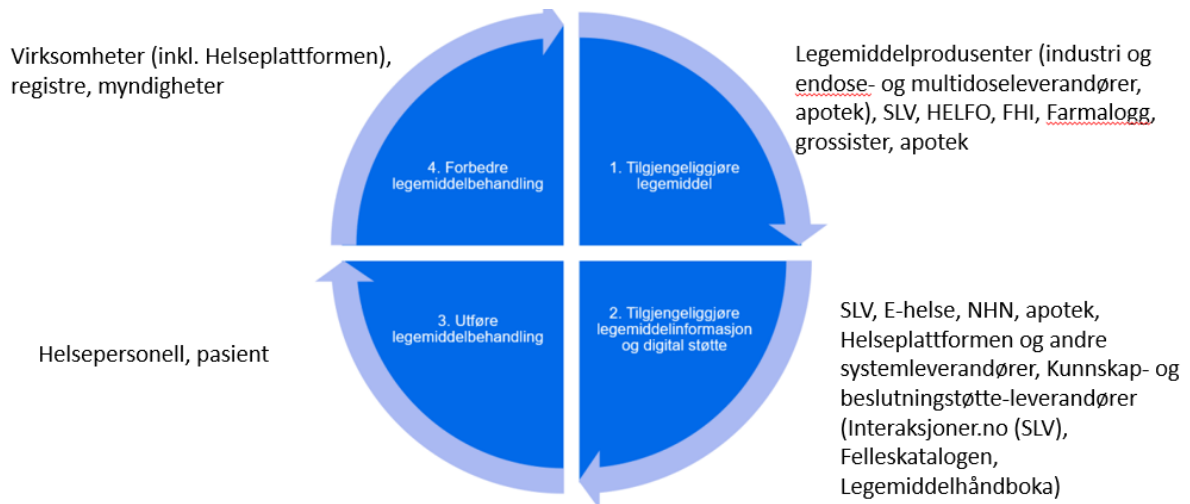 Virksomheter (inkl. Helseplattformen),
registre, myndigheter
Legemiddelprodusenter (industri og
endose- og multidoseleverandører,
apotek), SLV, HELFO, FHI, Farmalogg,
grossister, apotek
4. Forbedre
legemiddelbehandling
1. Tilgjengeliggjøre
legemiddel
3. Utføre
legemiddelbehandling
2. Tilgjengeliggjøre
legemiddelinformasjon
og digital støtte
Helsepersonell, pasient
SLV, E-helse, NHN, apotek,
Helseplattformen og andre
systemleverandører, Kunnskap- og
beslutningstøtte-leverandører
(Interaksjoner.no (SLV),
Felleskatalogen,
Legemiddelhåndboka)